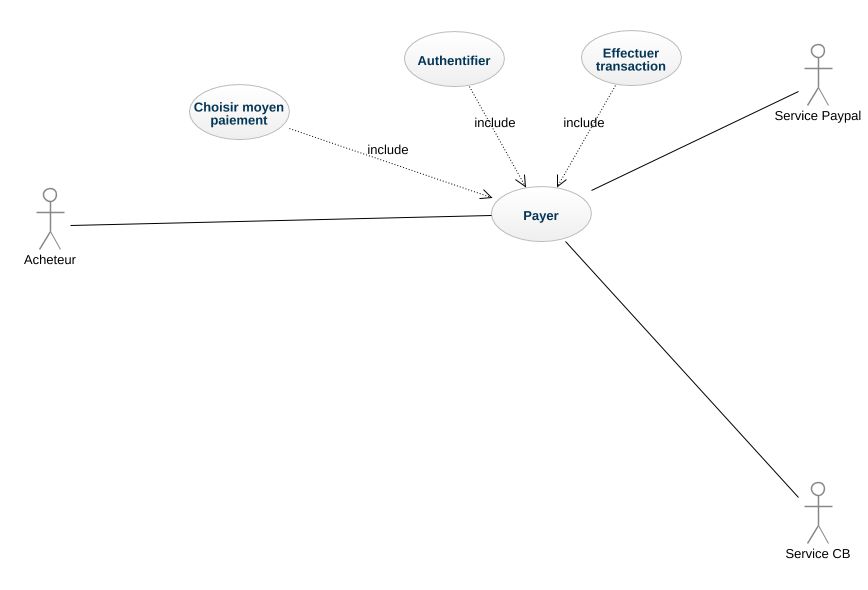 Authentifier
Effectuer
transaction
Choisir moyen
paiement
Service Paypal
include
include
include
Payer
Acheteur
Service CB